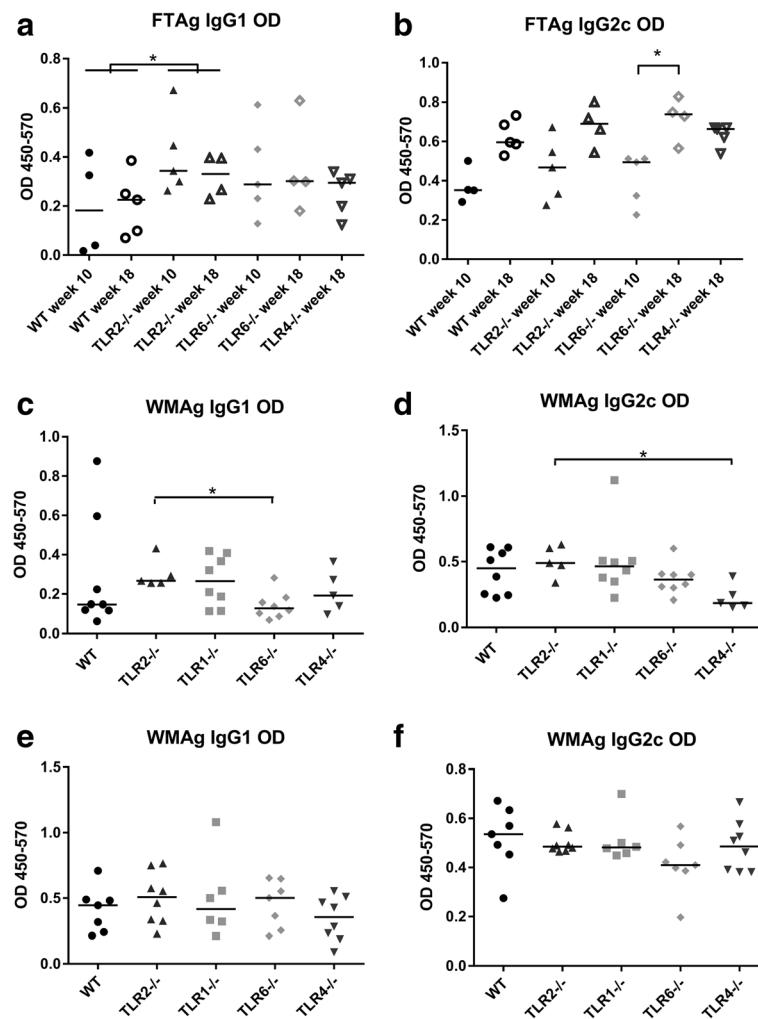 a
FTAg IgG1 OD
OD 450-570
0.8
0.6
0.4
0.2
0.0
*
WT week 10
WT week 18
TLR2-/- week 10
TLR2-/- week 18
TLR6-/- week 10
TLR6-/- week 18
TLR4-/- week 18
b
FTAg IgG2c OD
OD 450-570
1.0
0.8
0.6
0.4
0.2
0.0
*
WT week 10
WT week 18
TLR2-/- week 10
TLR2-/- week 18
TLR6-/- week 10
TLR6-/- week 18
TLR4-/- week 18
c
WMAg IgG1 OD
OD 450-570
1.0
0.8
0.6
0.4
0.2
0.0
*
WT
TLR2-/-
TLR1-/-
TLR6-/-
TLR4-/-
d
WMAg IgG2c OD
OD 450-570
1.5
1.0
0.5
0.0
*
WT
TLR2-/-
TLR1-/-
TLR6-/-
TLR4-/-
e
WMAg IgG1 OD
OD 450-570
1.5
1.0
0.5
0.0
WT
TLR2-/-
TLR1-/-
TLR6-/-
TLR4-/-
f
WMAg IgG2c OD
OD 450-570
0.8
0.6
0.4
0.2
0.0
WT
TLR2-/-
TLR1-/-
TLR6-/-
TLR4-/-